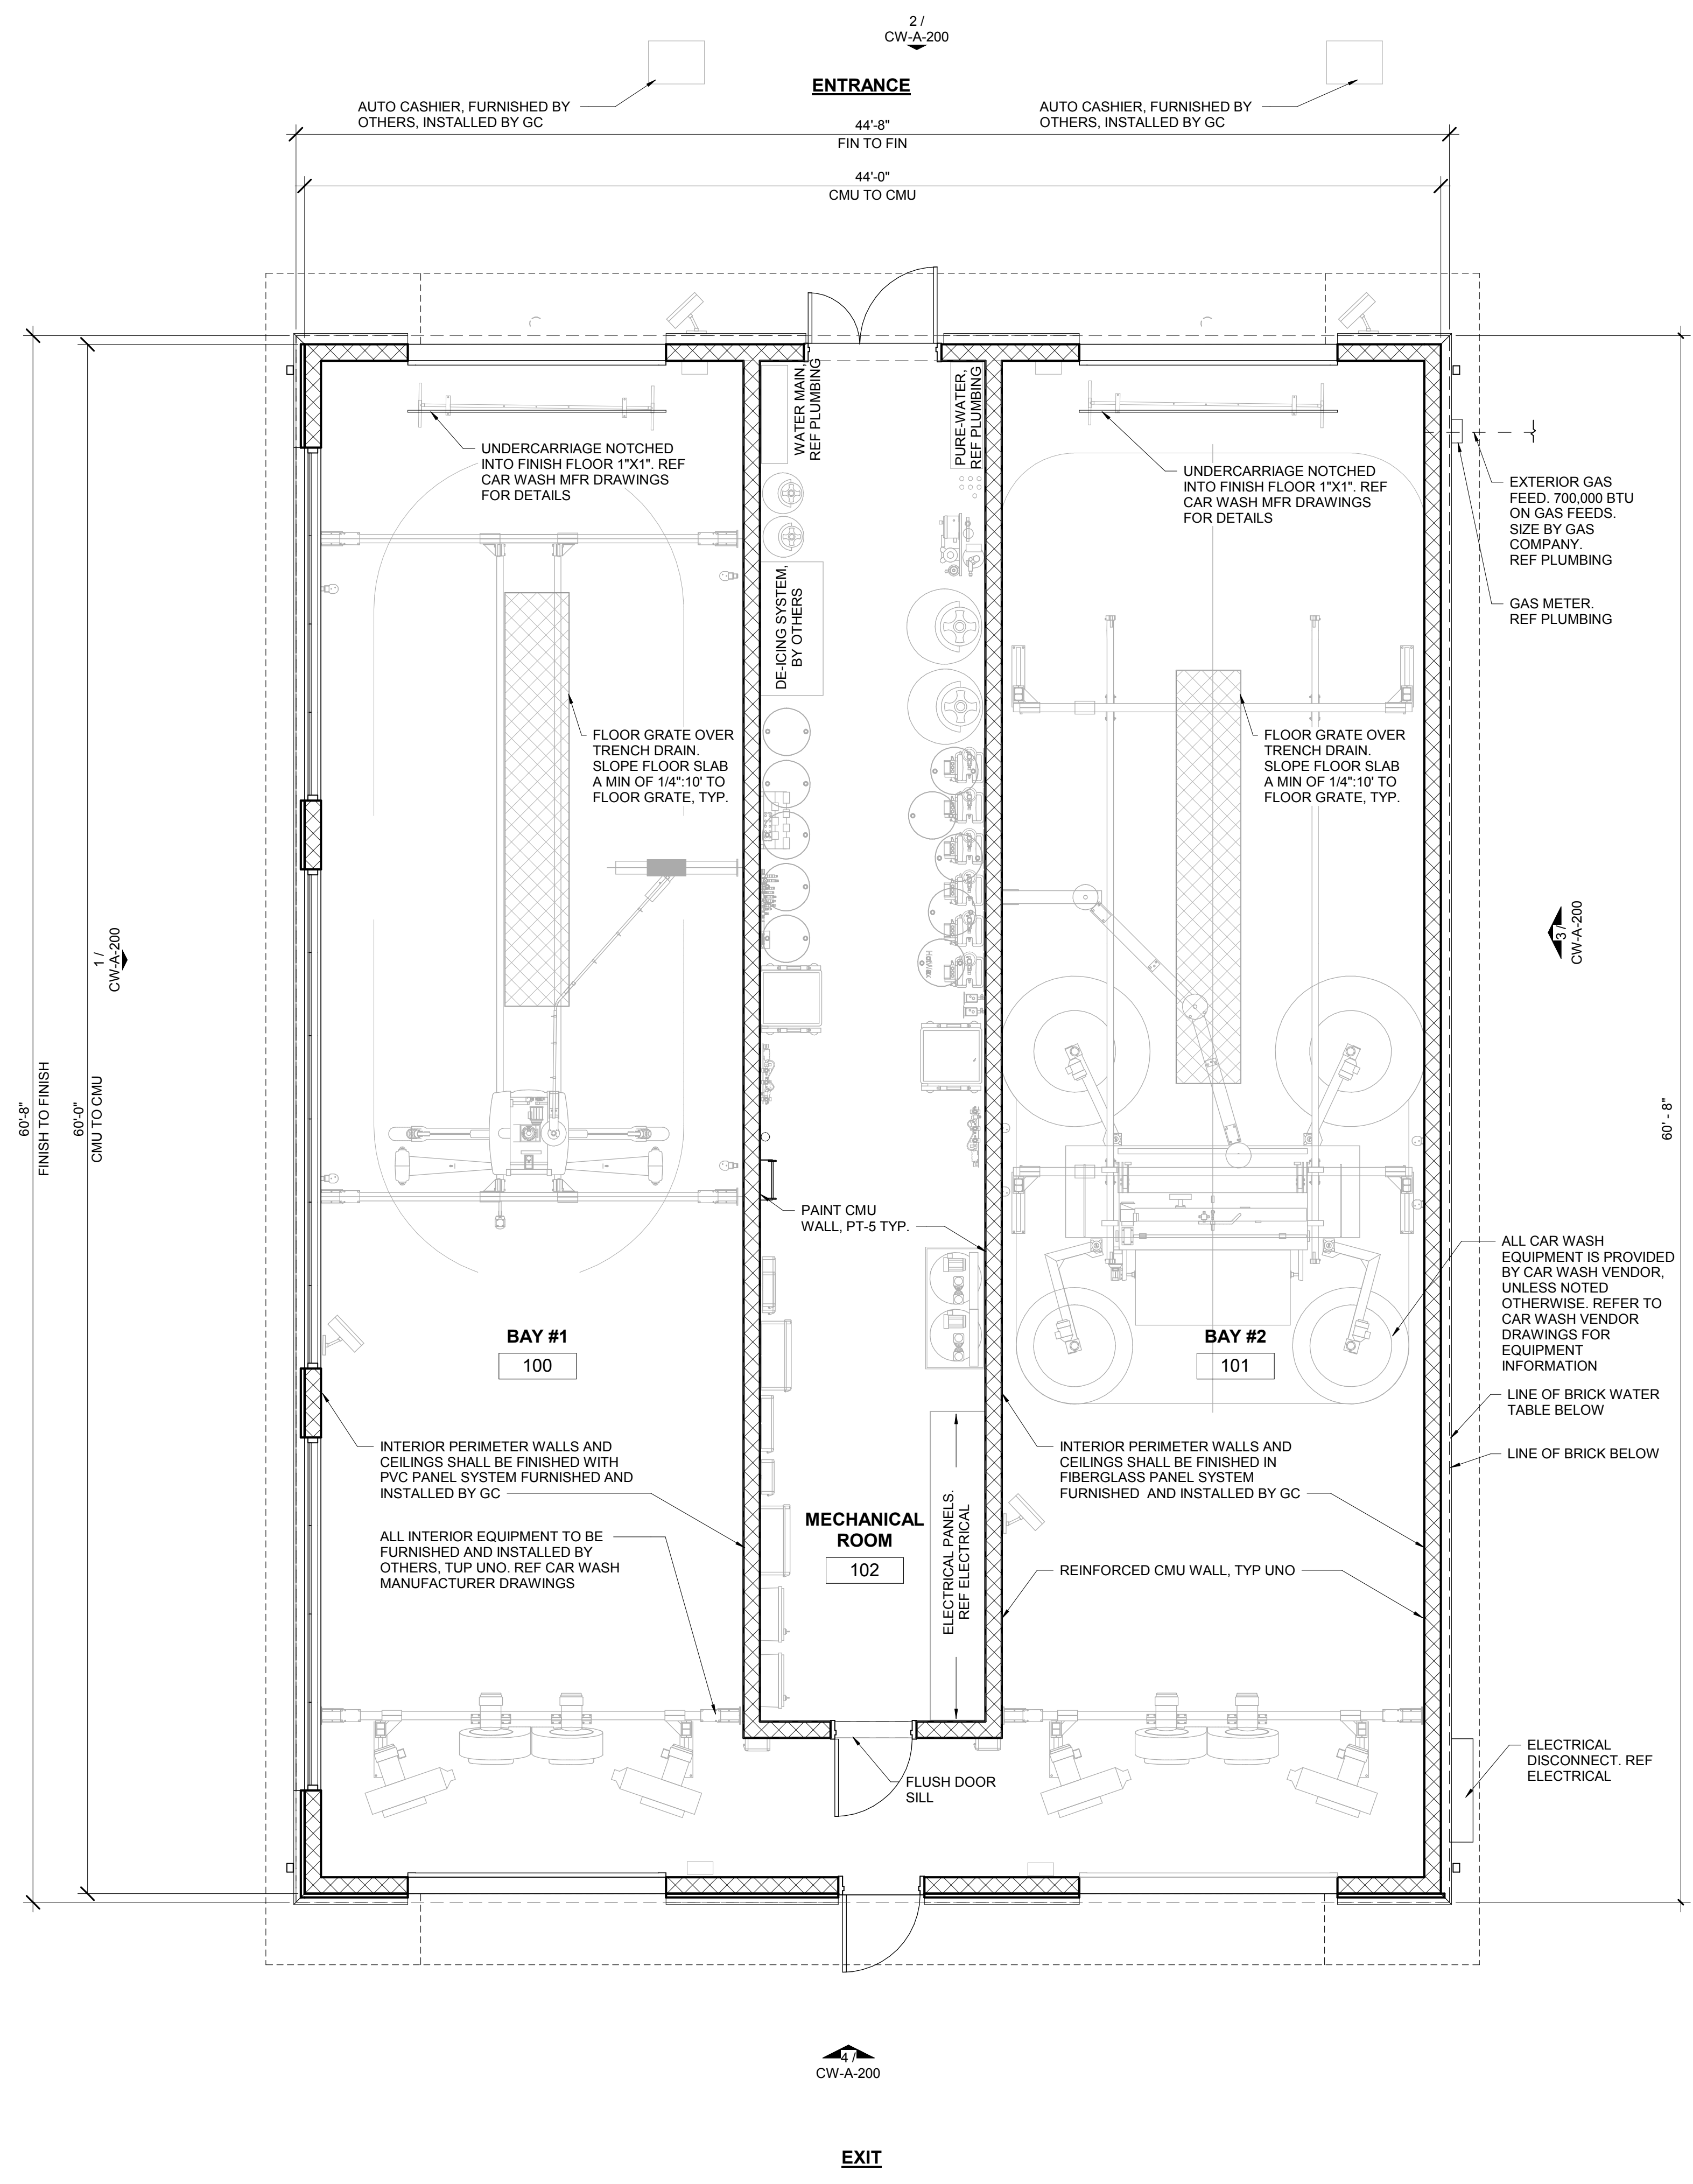 2 /
CW-A-200
ENTRANCE
AUTO CASHIER, FURNISHED BY
OTHERS, INSTALLED BY GC
AUTO CASHIER, FURNISHED BY
OTHERS, INSTALLED BY GC
44'-8"
FIN TO FIN
44'-0"
CMU TO CMU
WATER MAIN,
REF PLUMBING
PURE-WATER,
REF PLUMBING
UNDERCARRIAGE NOTCHED
INTO FINISH FLOOR 1"X1". REF
CAR WASH MFR DRAWINGS
FOR DETAILS
UNDERCARRIAGE NOTCHED
INTO FINISH FLOOR 1"X1". REF
CAR WASH MFR DRAWINGS
FOR DETAILS
EXTERIOR GAS
FEED. 700,000 BTU
ON GAS FEEDS.
SIZE BY GAS
COMPANY.
REF PLUMBING
GAS METER.
REF PLUMBING
DE-ICING SYSTEM,
BY OTHERS
FLOOR GRATE OVER
TRENCH DRAIN.
SLOPE FLOOR SLAB
A MIN OF 1/4":10' TO
FLOOR GRATE, TYP.
FLOOR GRATE OVER
TRENCH DRAIN.
SLOPE FLOOR SLAB
A MIN OF 1/4":10' TO
FLOOR GRATE, TYP.
1 /
CW-A-200
3 /
CW-A-200
HotWax
60'-8"
FINISH TO FINISH
60'-0"
CMU TO CMU
60' - 8"
PAINT CMU
WALL, PT-5 TYP.
ALL CAR WASH
EQUIPMENT IS PROVIDED
BY CAR WASH VENDOR,
UNLESS NOTED
OTHERWISE. REFER TO
CAR WASH VENDOR
DRAWINGS FOR
EQUIPMENT
INFORMATION
BAY #1
100
BAY #2
101
LINE OF BRICK WATER
TABLE BELOW
LINE OF BRICK BELOW
INTERIOR PERIMETER WALLS AND
CEILINGS SHALL BE FINISHED WITH
PVC PANEL SYSTEM FURNISHED AND
INSTALLED BY GC
INTERIOR PERIMETER WALLS AND
CEILINGS SHALL BE FINISHED IN
FIBERGLASS PANEL SYSTEM
FURNISHED AND INSTALLED BY GC
MECHANICAL
ROOM
102
ELECTRICAL PANELS.
REF ELECTRICAL
ALL INTERIOR EQUIPMENT TO BE
FURNISHED AND INSTALLED BY
OTHERS, TUP UNO. REF CAR WASH
MANUFACTURER DRAWINGS
REINFORCED CMU WALL, TYP UNO
FLUSH DOOR
SILL
ELECTRICAL
DISCONNECT. REF
ELECTRICAL
4 /
CW-A-200
EXIT